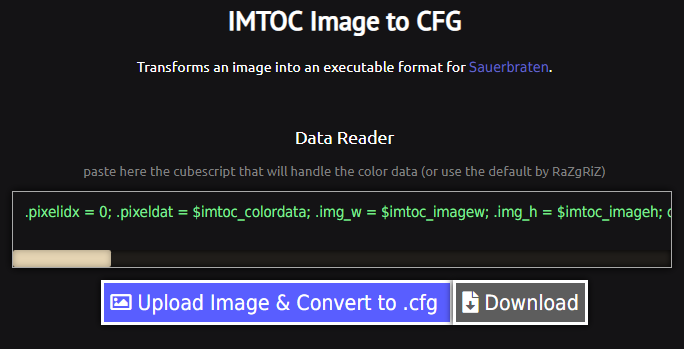 IMTOC Image to CFG
Transforms an image into an executable format for Sauerbraten.
Data Reader
paste here the cubescript that will handle the color data (or use the default by RaZgRiZ)
.pixelidx = 0; .pixeldat = $imtoc_colordata; .img_w = $imtoc_imagew; .img_h = $imtoc_imageh;
Upload Image & Convert to .cfg
Download